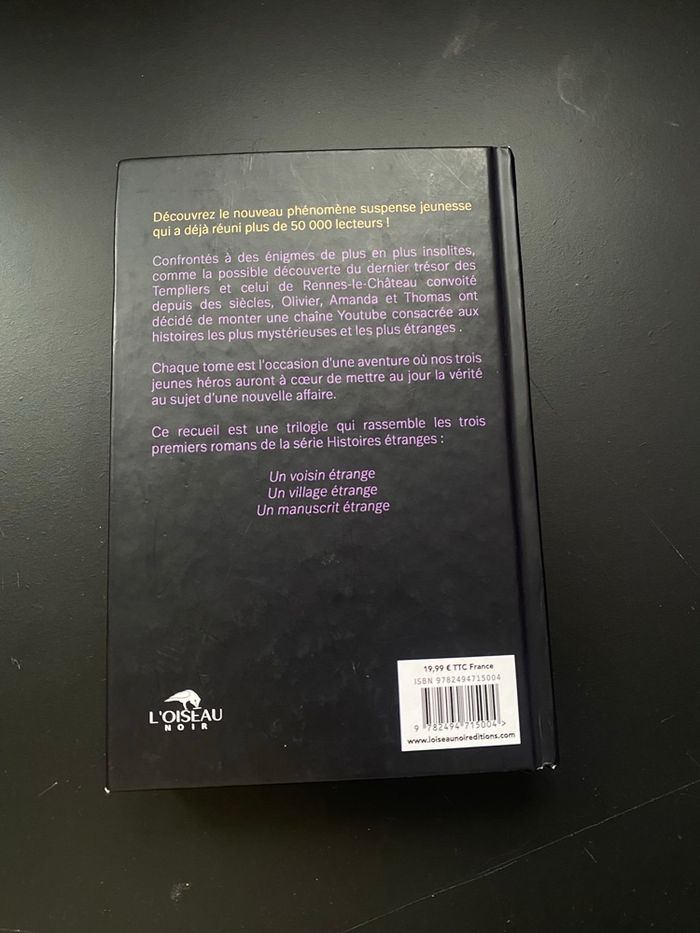 Découvrez le nouveau phénomène suspense jeunesse
qui a déjà réuni plus de 50 000 lecteurs !
Confrontés à des énigmes de plus en plus insolites,
comme la possible découverte du dernier trésor des
Templiers et celui de Rennes-le-Château convoité
depuis des siècles, Olivier, Amanda et Thomas ont
décidé de monter une chaîne Youtube consacrée aux
histoires les plus mystérieuses et les plus étranges .
Chaque tome est l'occasion d'une aventure où nos trois
jeunes héros auront à cœur de mettre au jour la vérité
au sujet d'une nouvelle affaire.
Ce recueil est une trilogie qui rassemble les trois
premiers romans de la série Histoires étranges :
Un voisin étrange
Un village étrange
Un manuscrit étrange
L'OISEAU
NOIR
19,99 € TTC France
ISBN 9782494715004
9 782494 715004 >
www.loiseaunoireditions.com